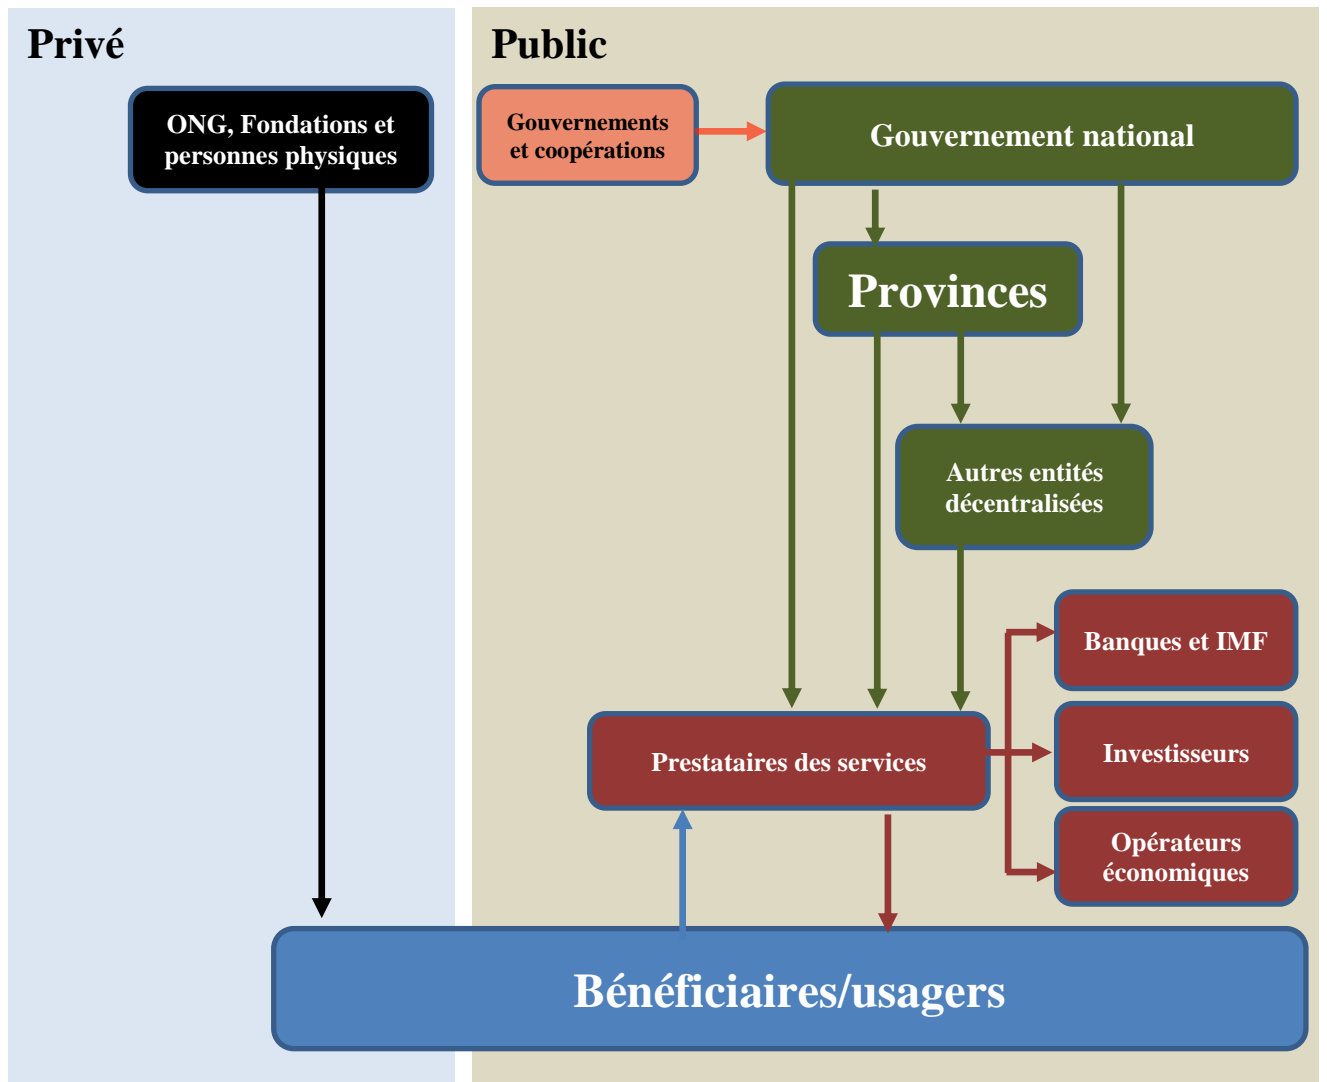 Privé
Public
ONG, Fondations et
personnes physiques
Gouvernements
et coopérations
Gouvernement national
Provinces
Autres entités
décentralisées
Banques et IMF
Prestataires des services
Investisseurs
Opérateurs
économiques
Bénéficiaires/usagers